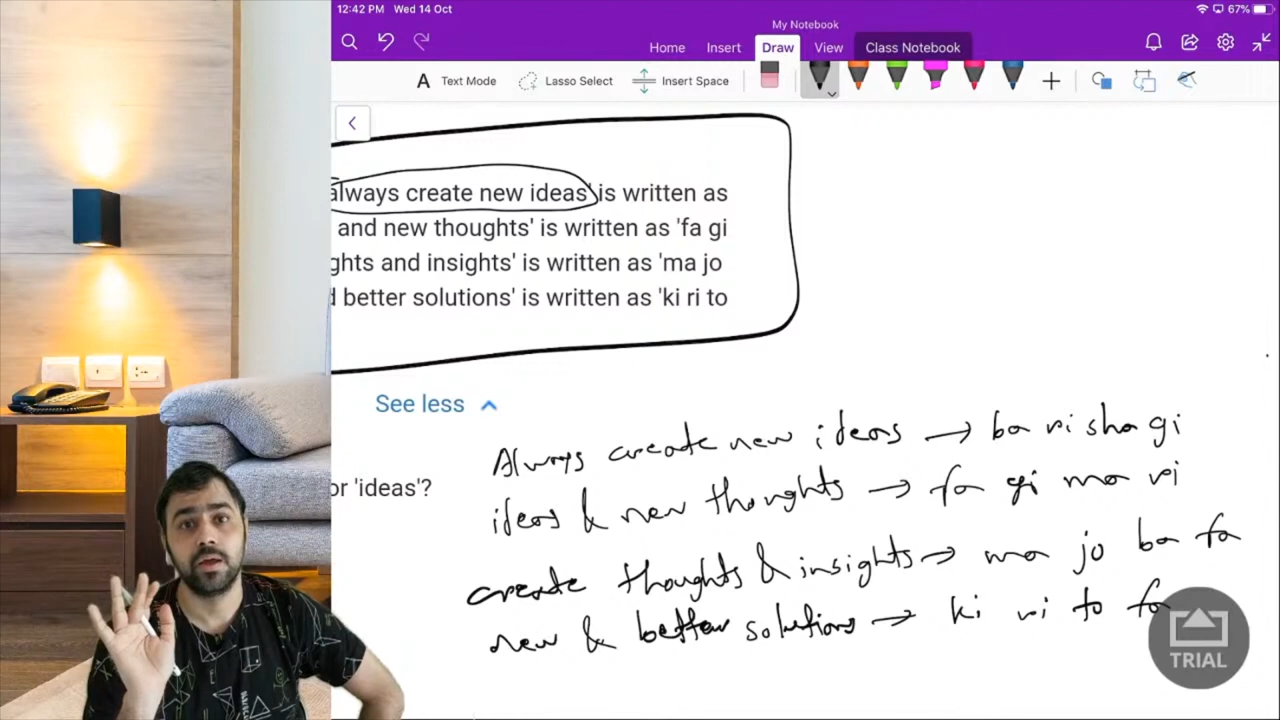 12:42 PM Wed 14 Oct
67%
My Notebook
Home Insert Draw View Class Notebook
A Text Mode Lasso Select Insert Space
always create new ideas' is written as
and new thoughts' is written as 'fa gi
ghts and insights' is written as 'ma jo
better solutions' is written as 'ki ri to
See less
or 'ideas'?
Always create new ideas → ba ri sha gi
ideas & new thoughts → fa gi ma ri
create thoughts & insights → ma jo ba fa
new & better solutions → ki ri to fa
TRIAL